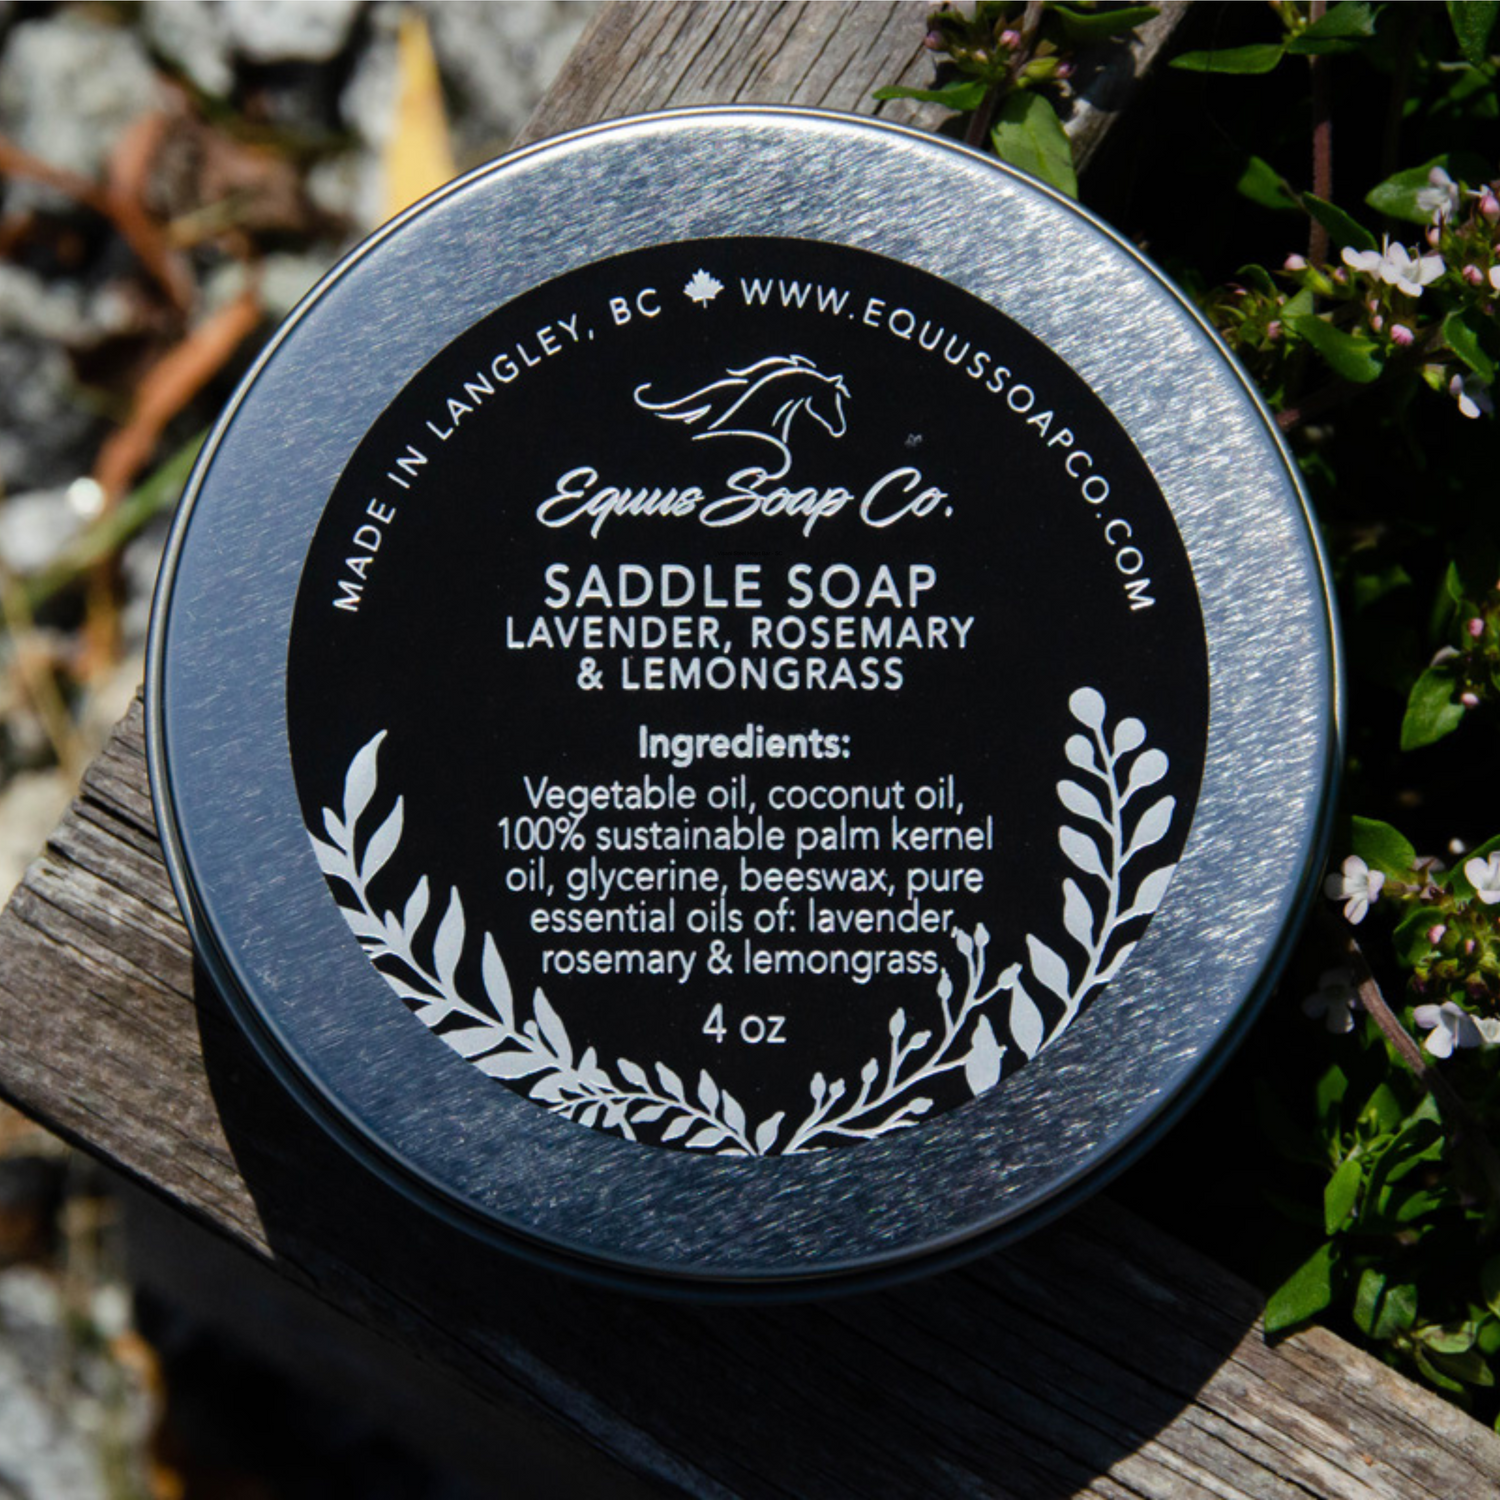 MADE IN LANGLEY, BC WWW.EQUUSSOAPCO.COM
Equus Soap Co.
SADDLE SOAP
LAVENDER, ROSEMARY
& LEMONGRASS
Ingredients:
Vegetable oil, coconut oil,
100% sustainable palm kernel
oil, glycerine, beeswax, pure
essential oils of: lavender,
rosemary & lemongrass,
4 oz